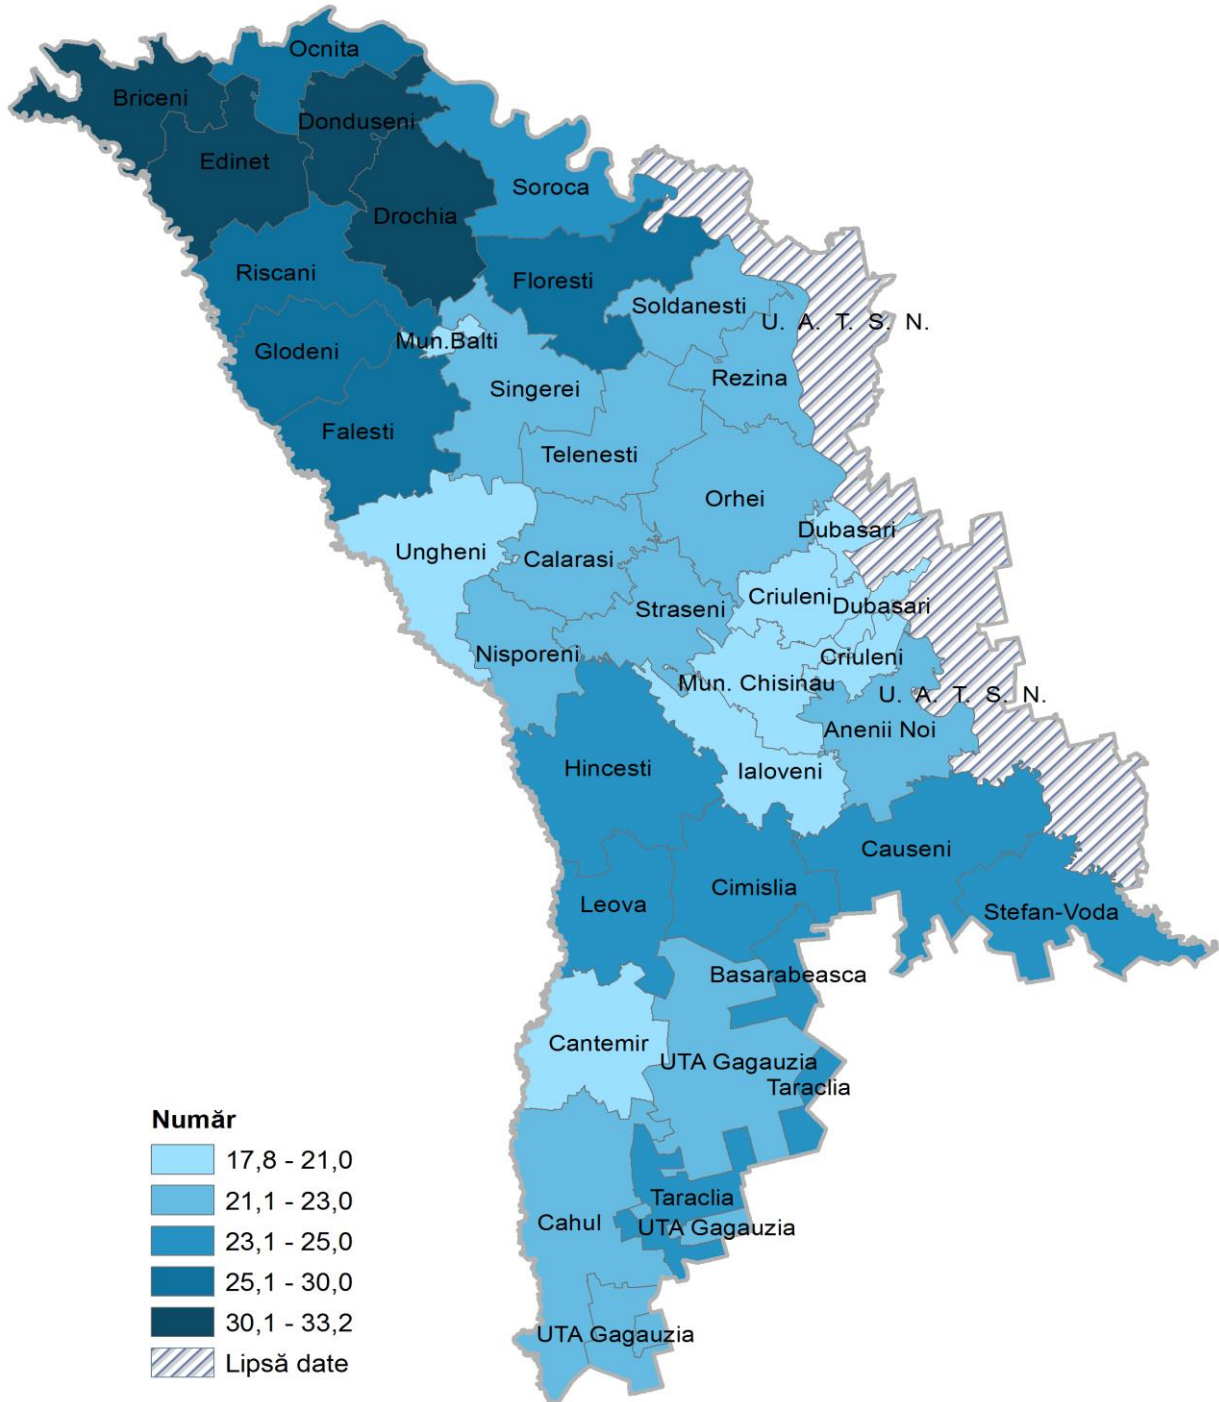 Ocnita
Briceni
Donduseni
Edinet
Soroca
Drochia
Riscani
Floresti
Soldanesti
U. A. T. S. N.
Mun.Balti
Glodeni
Rezina
Singerei
Falesti
Telenesti
Orhei
Dubasari
Ungheni
Calarasi
Criuleni
Dubasari
Straseni
Nisporeni
Criuleni
Mun. Chisinau
U. A. T. S. N.
Anenii Noi
Hincesti
Ialoveni
Causeni
Cimislia
Leova
Stefan-Voda
Basarabeasca
Cantemir
UTA Gagauzia
Taraclia
Număr
17,8 - 21,0
21,1 - 23,0
23,1 - 25,0
25,1 - 30,0
30,1 - 33,2
Lipsă date
Taraclia
Cahul
UTA Gagauzia
UTA Gagauzia